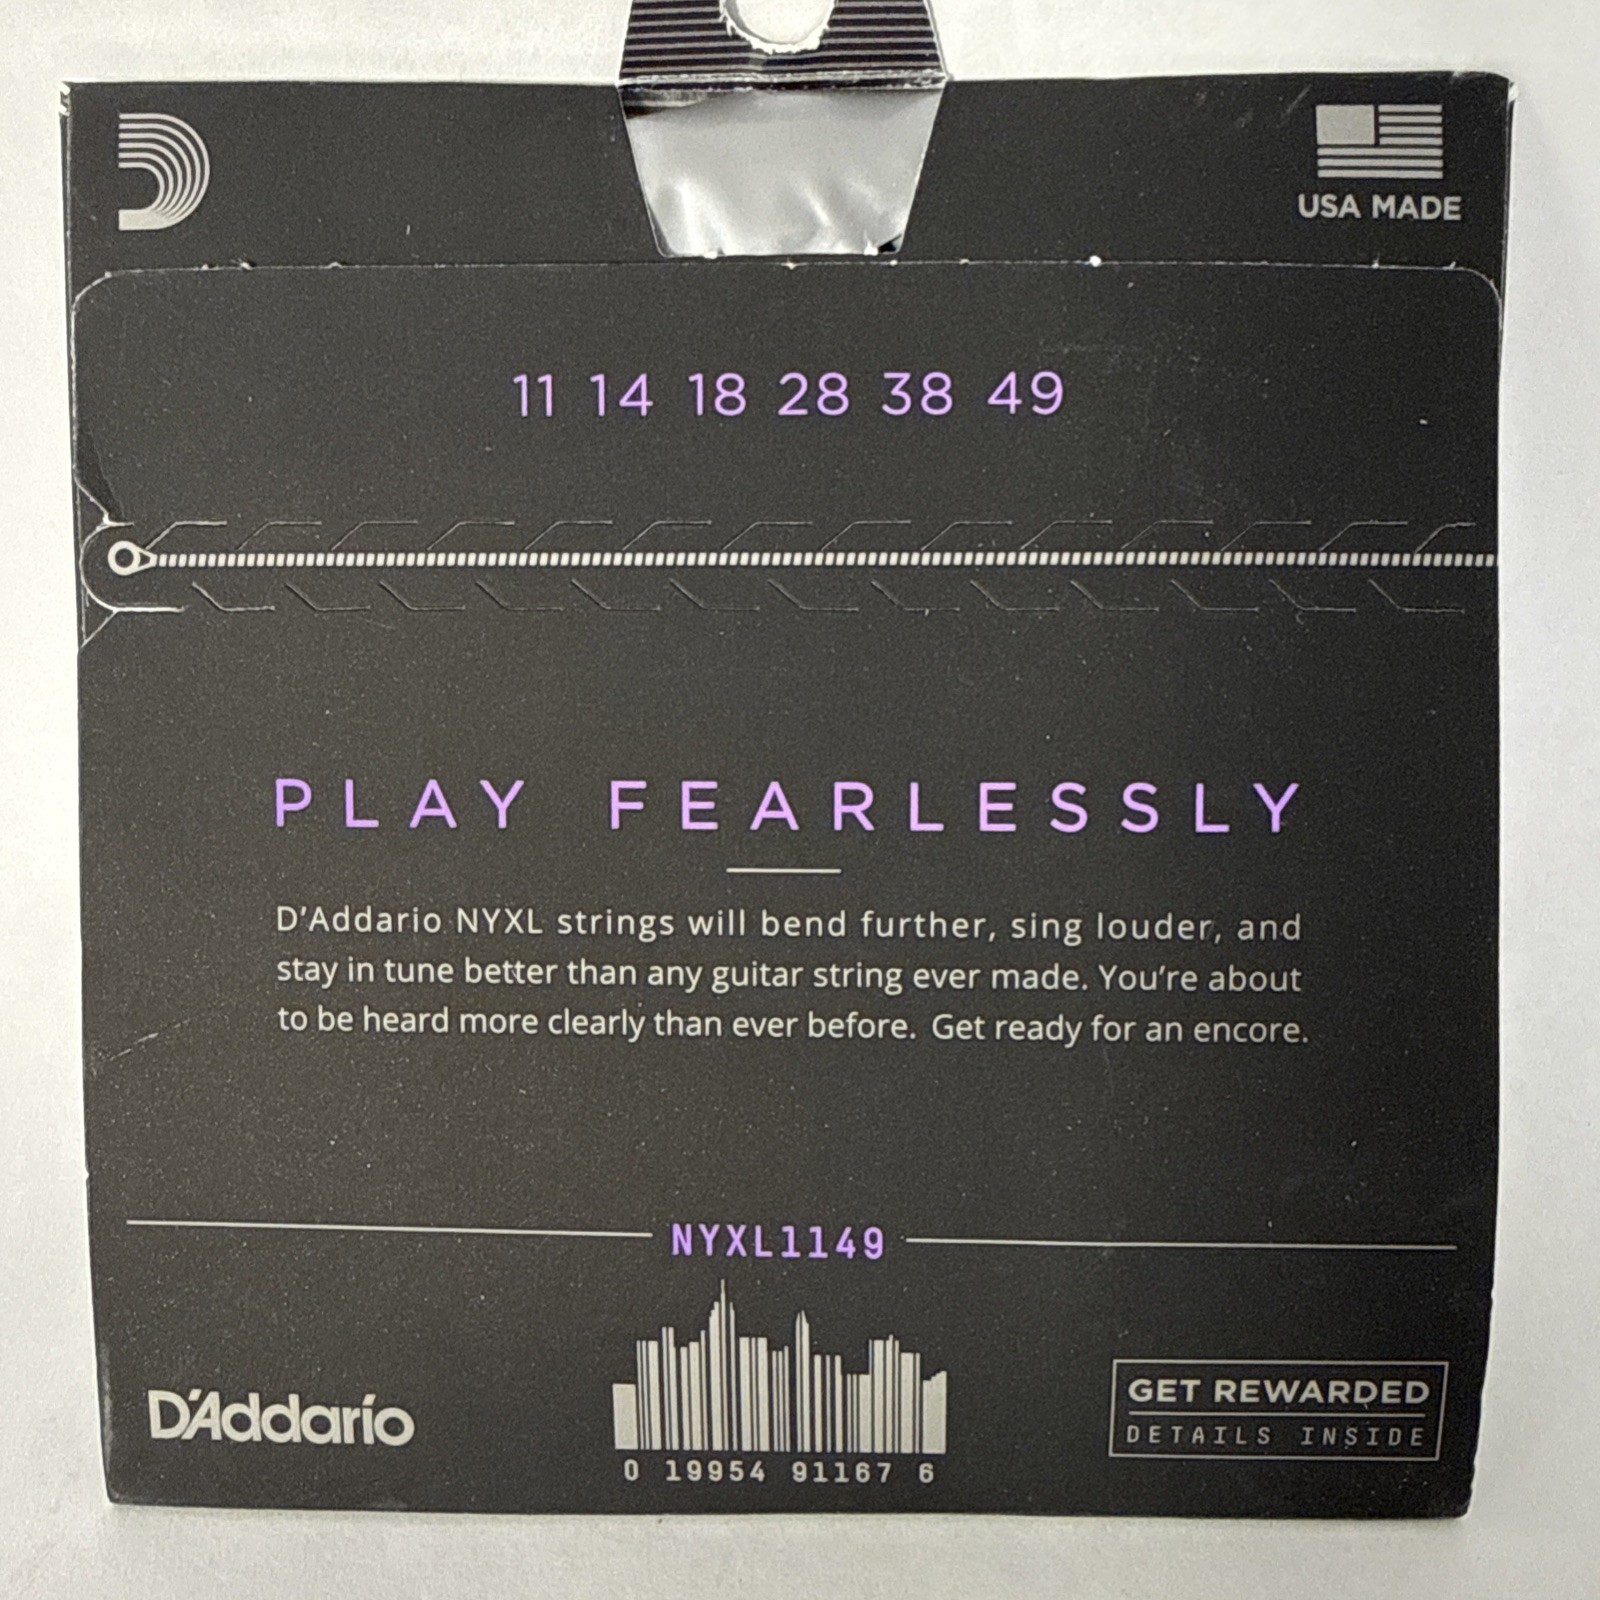 USA MADE
11 14 18 28 38 49
PLAY FEARLESSLY
D'Addario NYXL strings will bend further, sing louder, and
stay in tune better than any guitar string ever made. You're about
to be heard more clearly than ever before. Get ready for an encore.
NYXL1149
D'Addario
0 19954 91167 6
GET REWARDED
DETAILS INSIDE